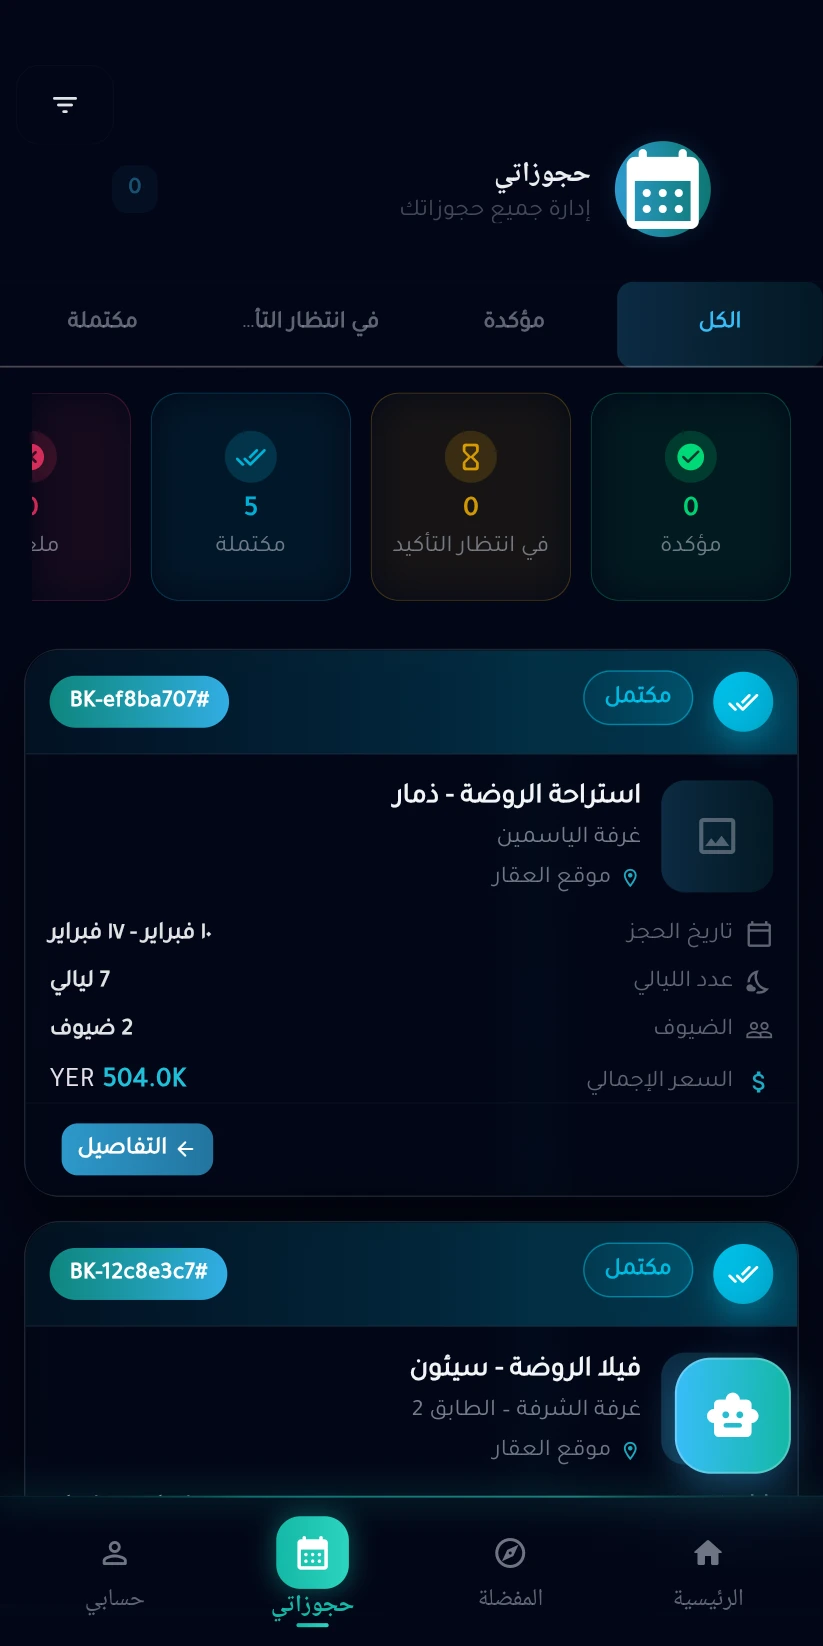 حجوزاتي
إدارة جميع حجوزاتك
0
الكل
مؤكدة
في انتظار التأ...
مكتملة
0
مؤكدة
0
في انتظار التأكيد
5
مكتملة
مكتمل
BK-ef8ba707#
استراحة الروضة - ذمار
غرفة الياسمين
موقع العقار
تاريخ الحجز
١٠ فبراير - ١٧ فبراير
عدد الليالي
7 ليالي
الضيوف
2 ضيوف
السعر الإجمالي
YER 504.0K
التفاصيل
مكتمل
BK-12c8e3c7#
فيلا الروضة - سيئون
غرفة الشرفة - الطابق 2
موقع العقار
الرئيسية
المفضلة
حجوزاتي
حسابي